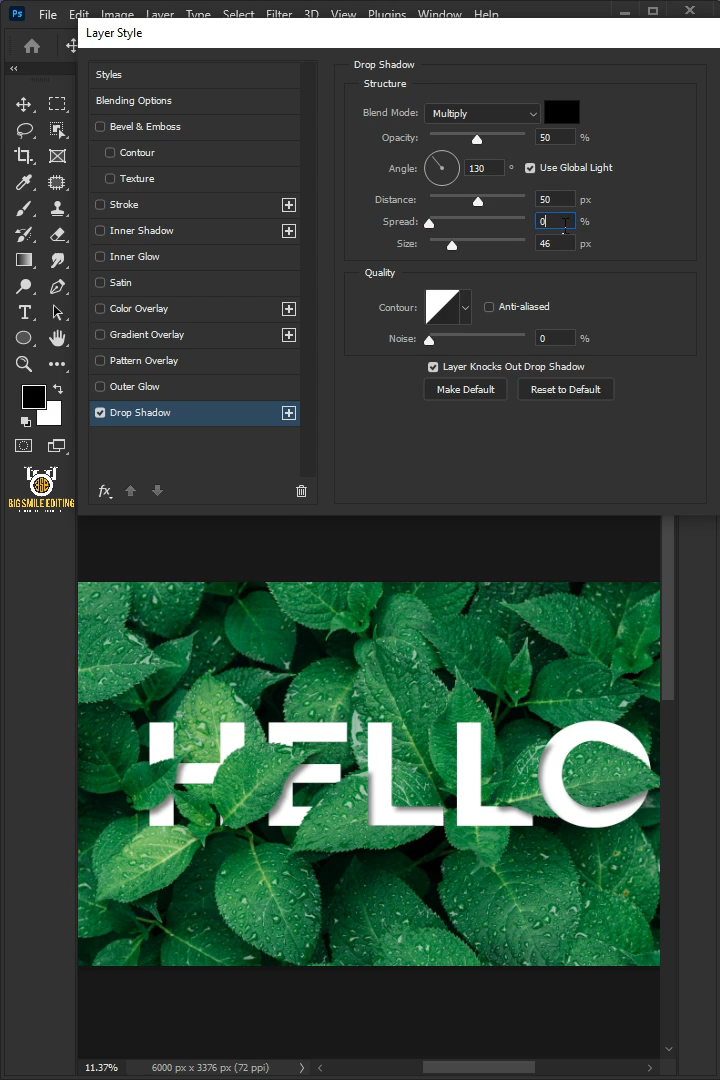 Ps File Edit Image Layer Type Select Filter 3D View Plugins Window Help
Layer Style
Styles
Blending Options
Bevel & Emboss
Contour
Texture
Stroke
Inner Shadow
Inner Glow
Satin
Color Overlay
Gradient Overlay
Pattern Overlay
Outer Glow
Drop Shadow
fx
Drop Shadow
Structure
Blend Mode: Multiply
Opacity: 50 %
Angle: 130 °
Use Global Light
Distance: 50 px
Spread: 0 %
Size: 46 px
Quality
Contour:
Anti-aliased
Noise: 0 %
Layer Knocks Out Drop Shadow
Make Default
Reset to Default
BIG SMILE EDITING
HELLO
11.37% 6000 px x 3376 px (72 ppi)